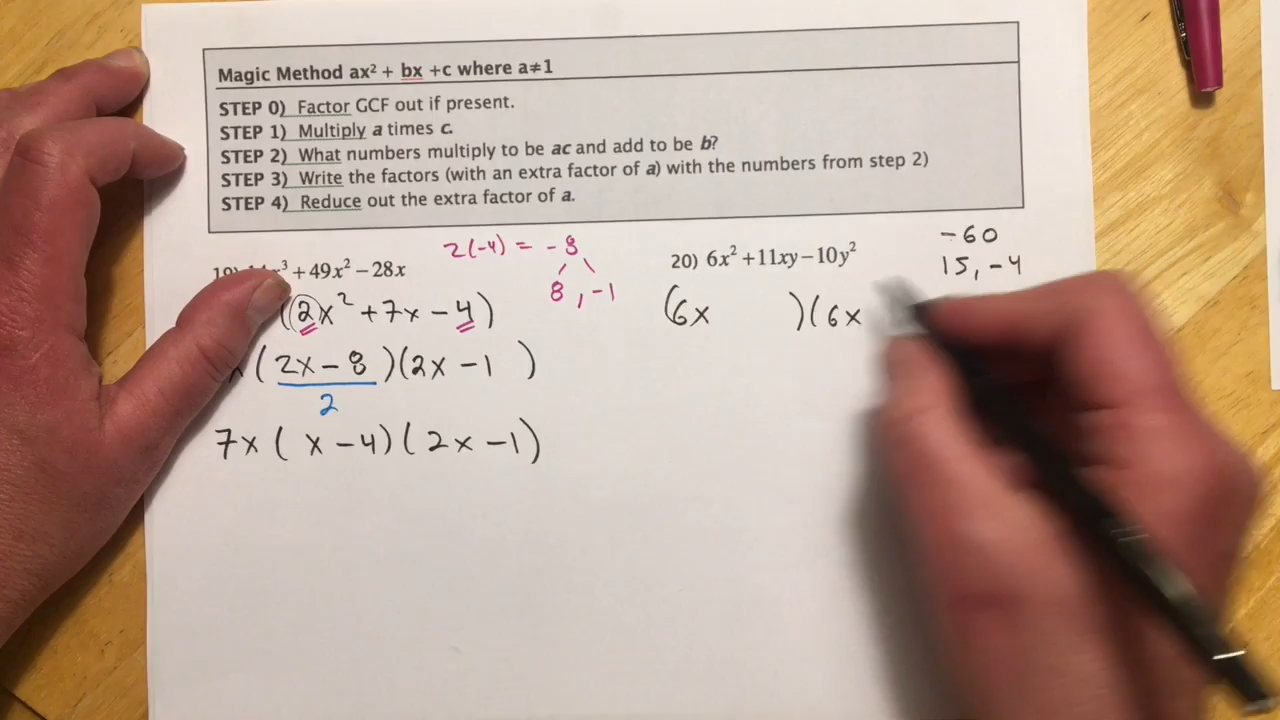 Magic Method ax² + bx +c where a≠1
STEP 0) Factor GCF out if present.
STEP 1) Multiply a times c.
STEP 2) What numbers multiply to be ac and add to be b?
STEP 3) Write the factors (with an extra factor of a) with the numbers from step 2)
STEP 4) Reduce out the extra factor of a.
2(-4) = -8
8, -1
+ 49x² − 28x
(2x² + 7x − 4)
(2x − 8)(2x − 1)
2
7x(x − 4)(2x − 1)
20) 6x² +11xy−10y²
-60
15, -4
(6x )(6x